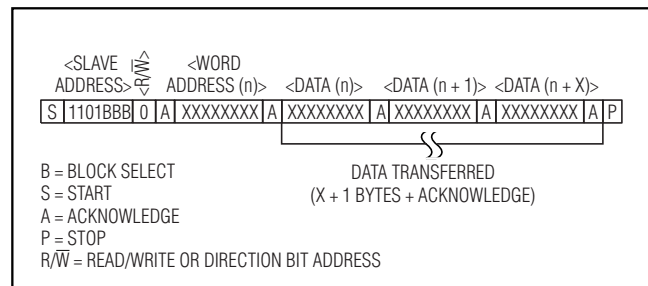 <SLAVE ADDRESS> <R/W̅> <WORD ADDRESS (n)> <DATA (n)> <DATA (n + 1)> <DATA (n + X)>
S 1101BBB 0 A XXXXXXXX A XXXXXXXX A XXXXXXXX A XXXXXXXX A P
DATA TRANSFERRED
(X + 1 BYTES + ACKNOWLEDGE)
B = BLOCK SELECT
S = START
A = ACKNOWLEDGE
P = STOP
R/W̅ = READ/WRITE OR DIRECTION BIT ADDRESS